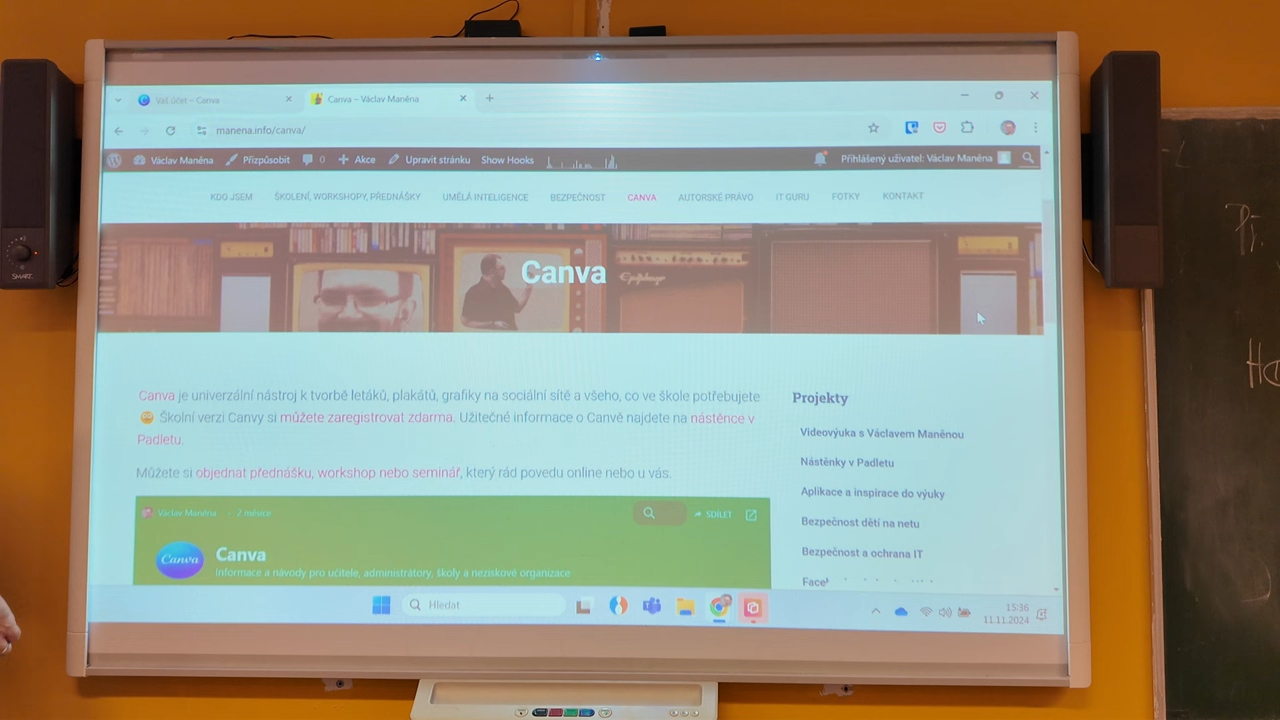 Váš účet – Canva
Canva – Václav Maněna
manena.info/canva/
Václav Maněna Přizpůsobit 0 Akce Upravit stránku Show Hooks Přihlášený uživatel: Václav Maněna
KDO JSEM ŠKOLENÍ, WORKSHOPY, PŘEDNÁŠKY UMĚLÁ INTELIGENCE BEZPEČNOST CANVA AUTORSKÉ PRÁVO IT GURU FOTKY KONTAKT
Canva
Epiphone
Canva je univerzální nástroj k tvorbě letáků, plakátů, grafiky na sociální sítě a všeho, co ve škole potřebujete
Školní verzi Canvy si můžete zaregistrovat zdarma. Užitečné informace o Canvě najdete na nástěnce v
Padletu.
Můžete si objednat přednášku, workshop nebo seminář, který rád povedu online nebo u vás.
Václav Maněna · 2 měsíce
SDÍLET
Canva
Canva
Informace a návody pro učitele, administrátory, školy a neziskové organizace
Projekty
Videovýuka s Václavem Maněnou
Nástěnky v Padletu
Aplikace a inspirace do výuky
Bezpečnost dětí na netu
Bezpečnost a ochrana IT
Hledat
15:36
11.11.2024
SMART